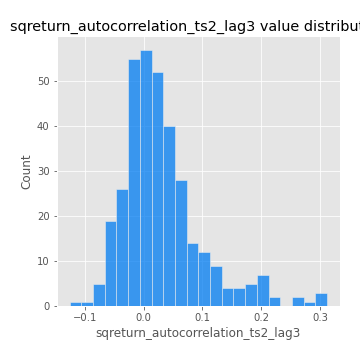 sqreturn_autocorrelation_ts2_lag3 value distribut
50
40
30
20
10
0
Count
−0.1 0.0 0.1 0.2 0.3
sqreturn_autocorrelation_ts2_lag3